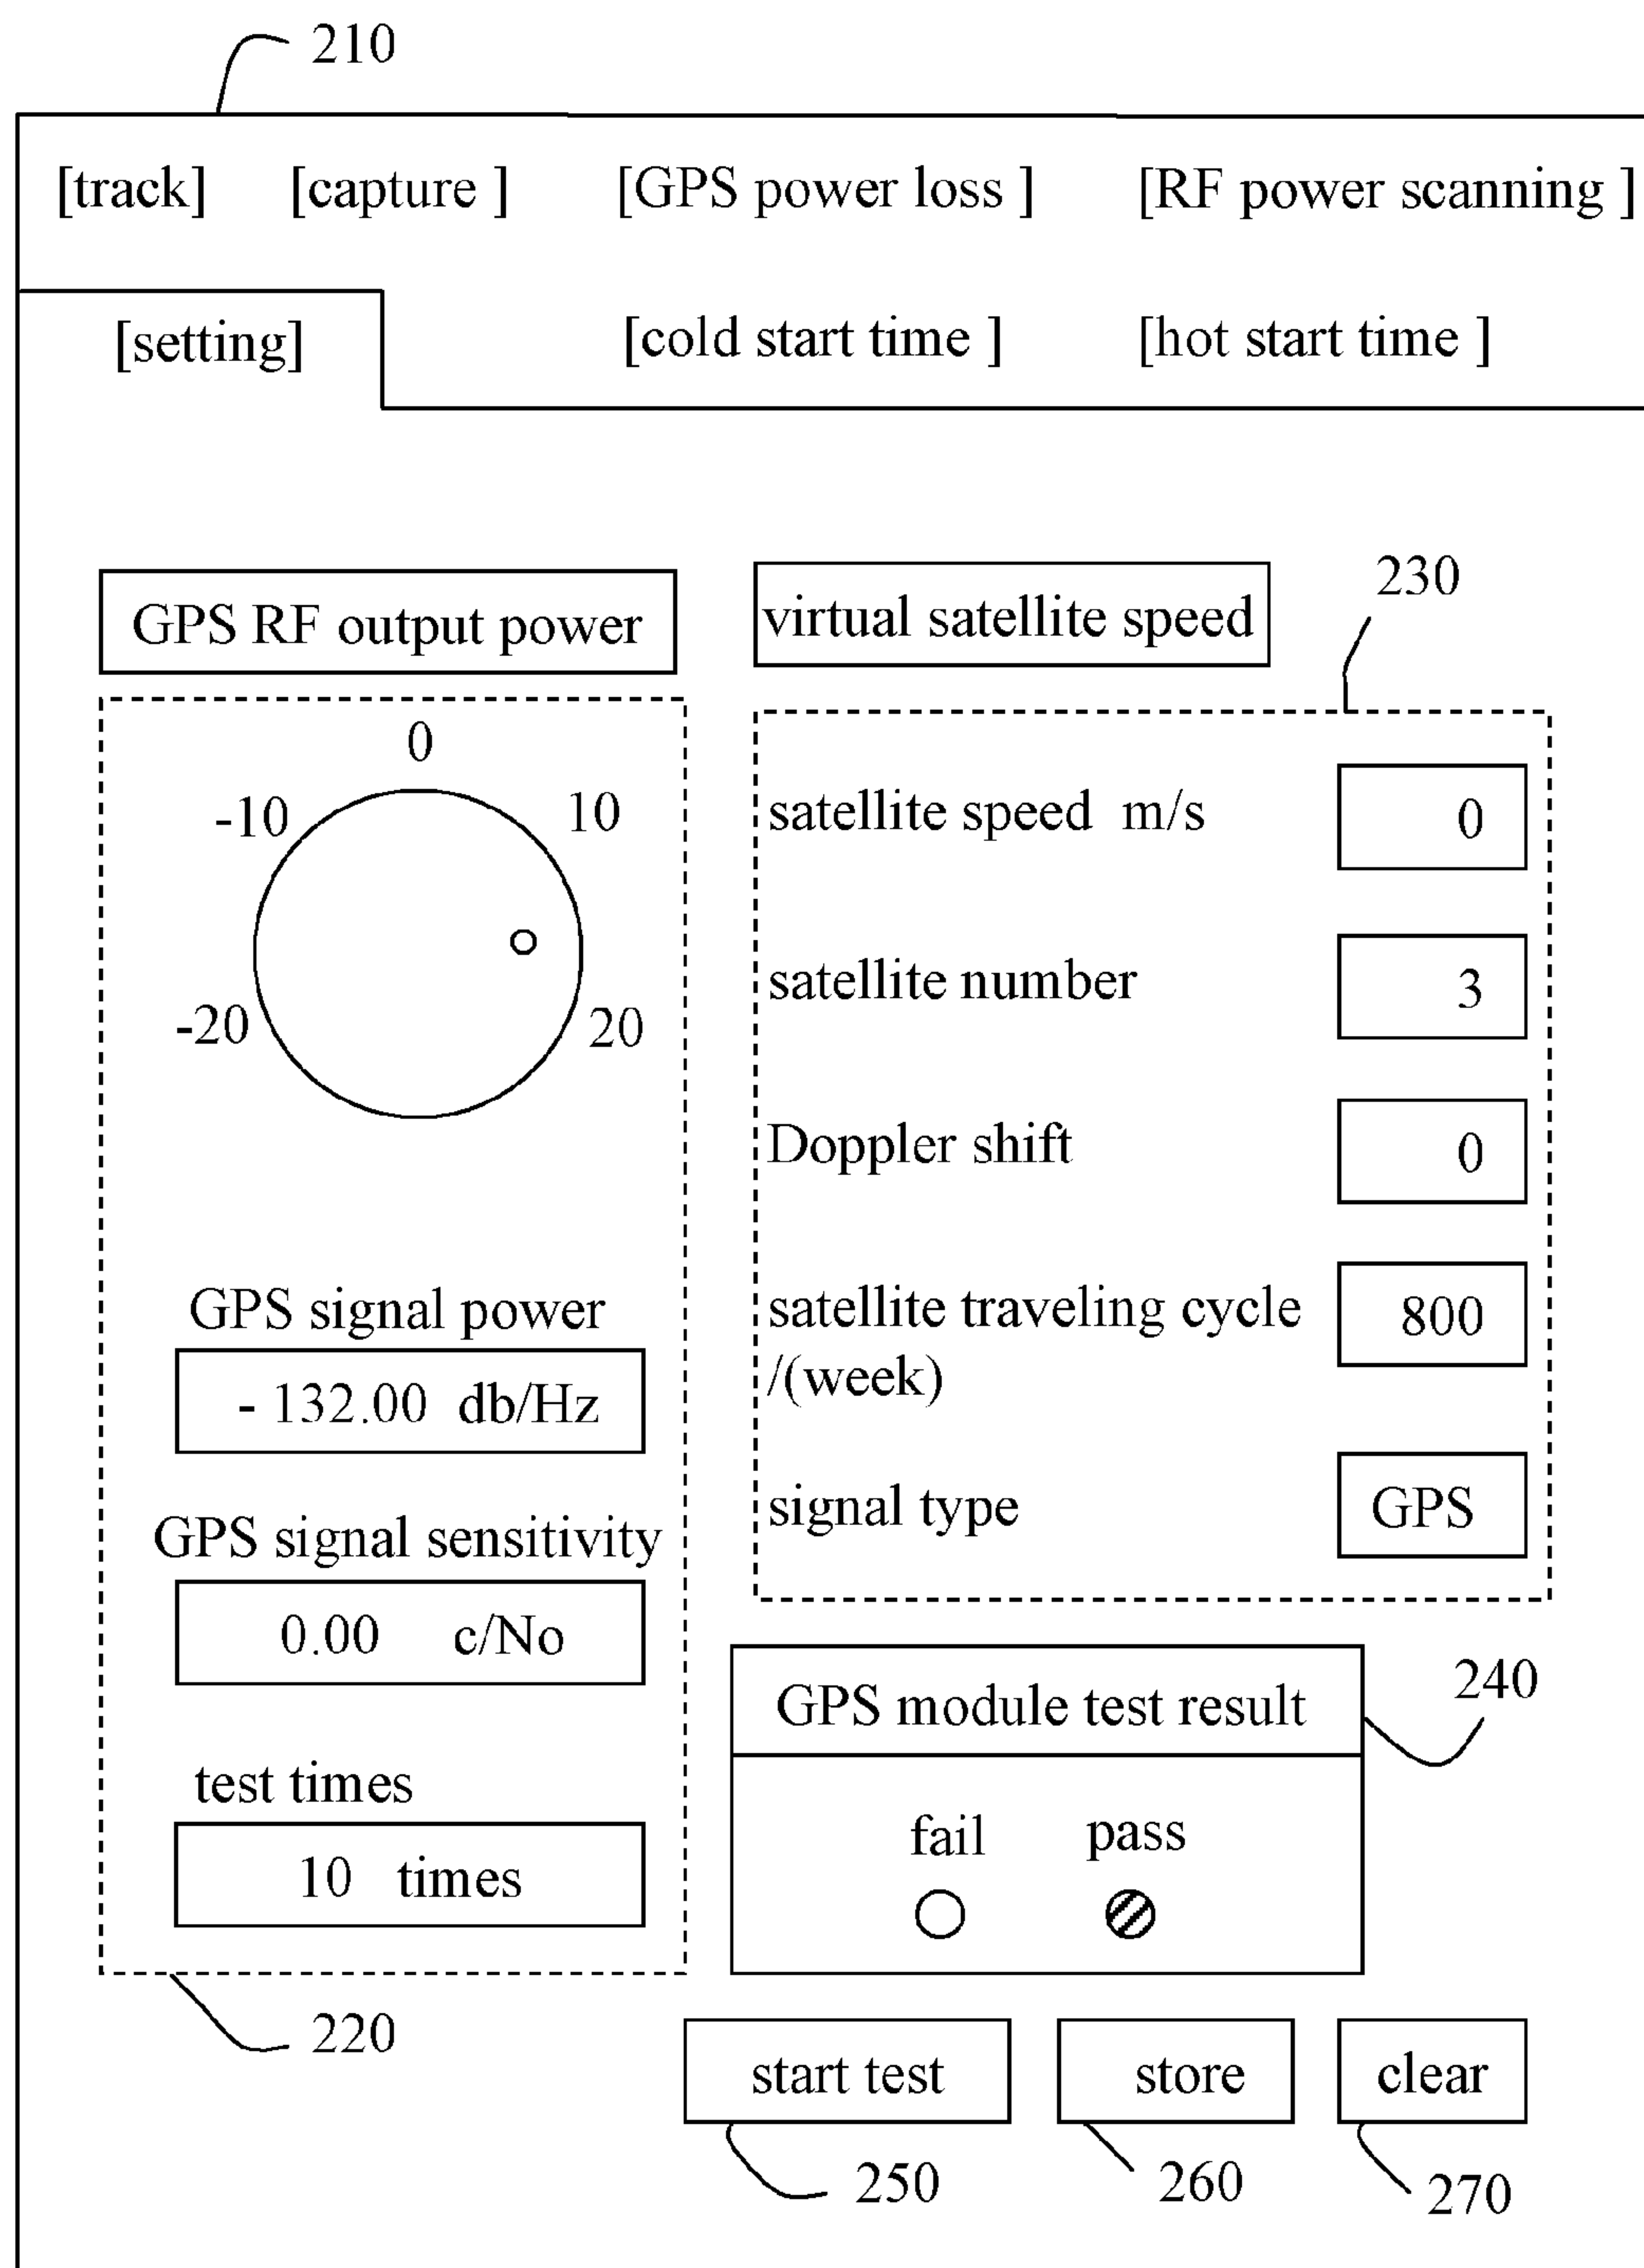 210
[track] [capture ] [GPS power loss ] [RF power scanning ]
[setting] [cold start time ] [hot start time ]
GPS RF output power
0
-10 10
-20 20
GPS signal power
- 132.00 db/Hz
GPS signal sensitivity
0.00 c/No
test times
10 times
220
virtual satellite speed
230
satellite speed m/s 0
satellite number 3
Doppler shift 0
satellite traveling cycle 800
/(week)
signal type GPS
GPS module test result
240
fail pass
start test store clear
250 260 270